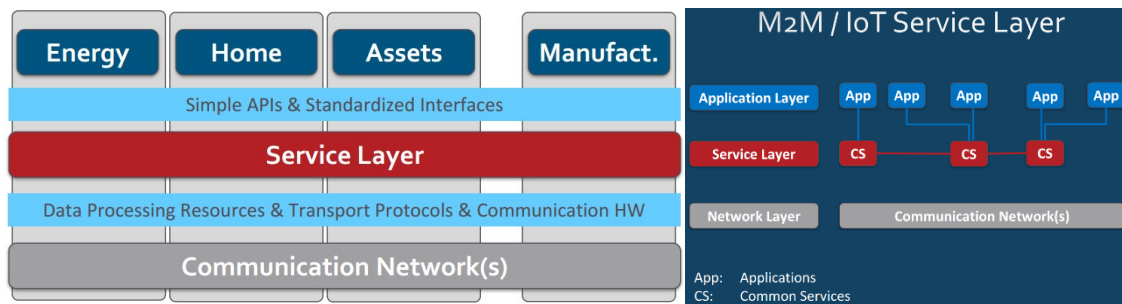 Energy
Home
Assets
Manufact.
Simple APIs & Standardized Interfaces
Service Layer
Data Processing Resources & Transport Protocols & Communication HW
Communication Network(s)
M2M / IoT Service Layer
Application Layer
App
App
App
App
App
Service Layer
CS
CS
CS
Network Layer
Communication Network(s)
App: Applications
CS: Common Services